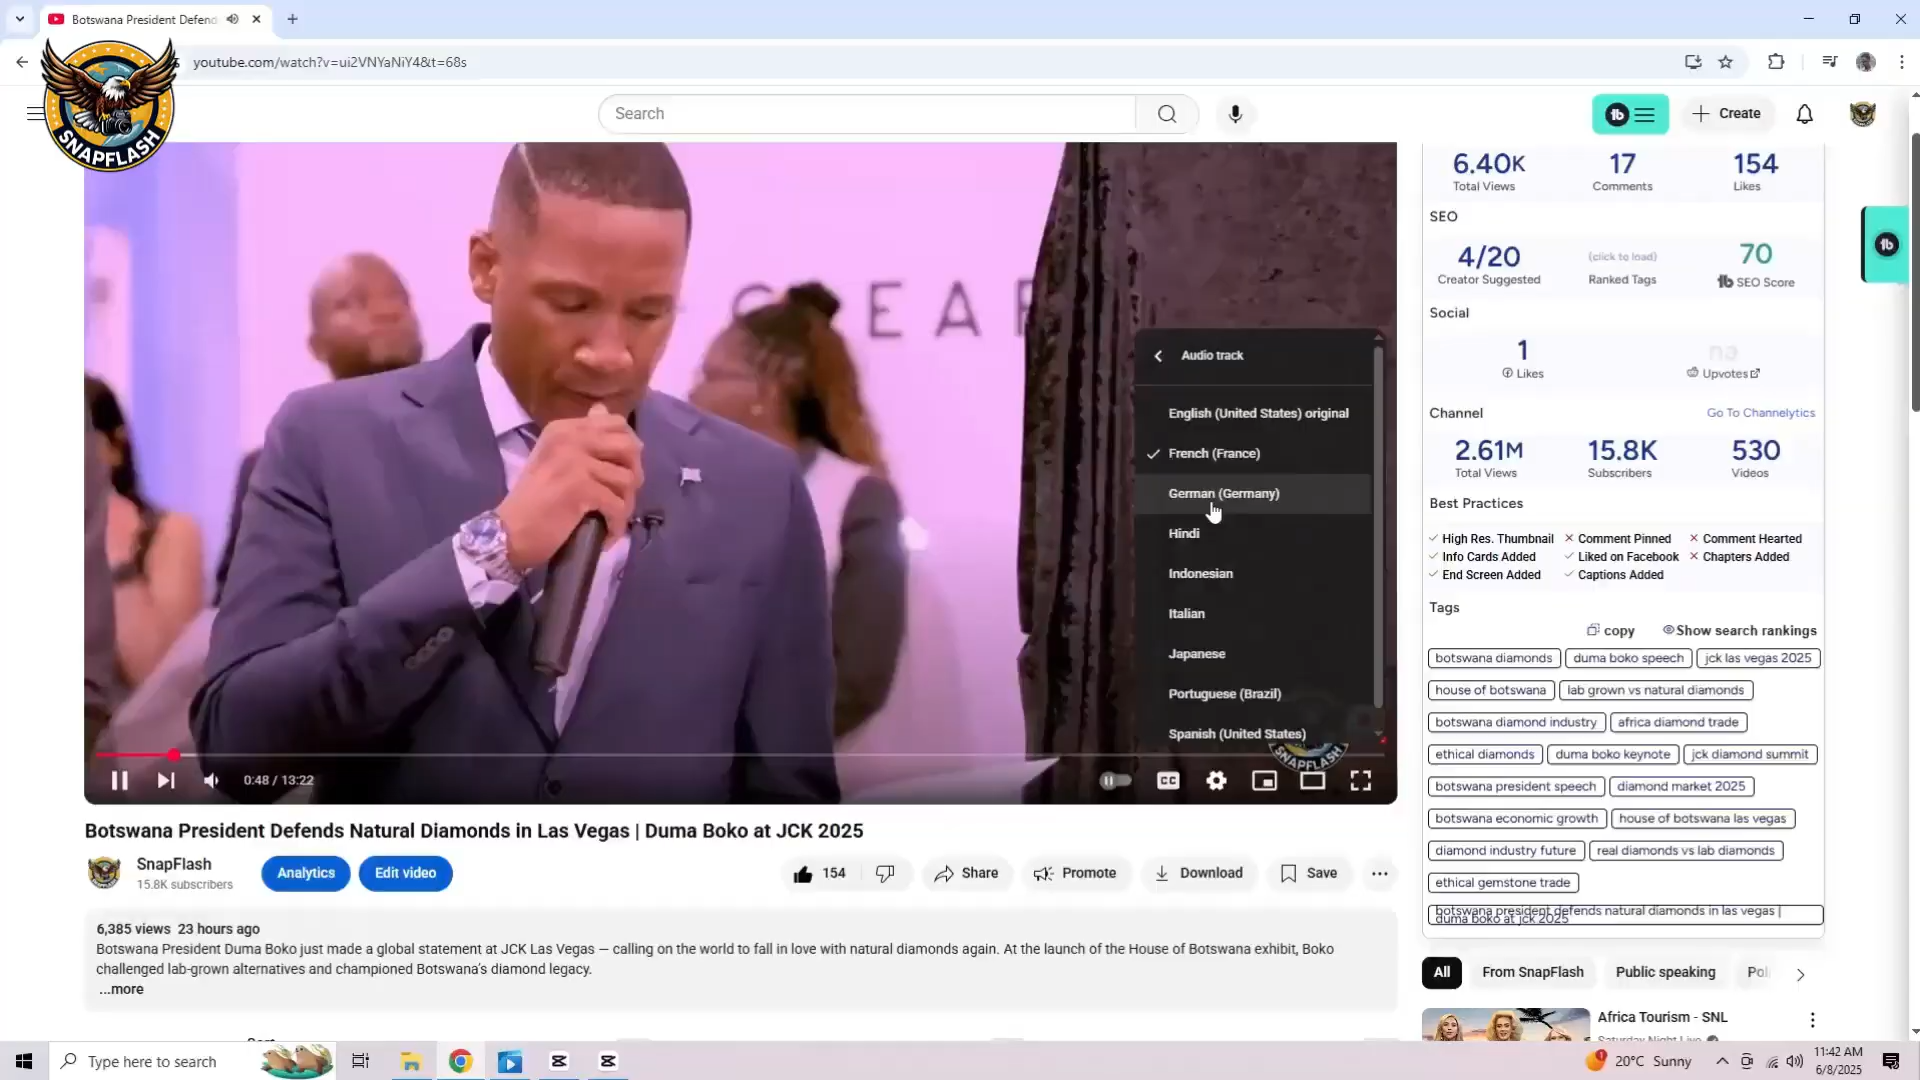 Botswana President Defend
youtube.com/watch?v=ui2VNYaNiY4&t=68s
SNAPFLASH
Search
Create
6.40K 17 154
Total Views Comments Likes
SEO
4/20 (click to load) 70
Creator Suggested Ranked Tags SEO Score
Social
1 na
Likes Upvotes
Channel Go To Channelytics
2.61M 15.8K 530
Total Views Subscribers Videos
Best Practices
High Res. Thumbnail Comment Pinned Comment Hearted
Info Cards Added Liked on Facebook Chapters Added
End Screen Added Captions Added
Tags
copy Show search rankings
botswana diamonds duma boko speech jck las vegas 2025
house of botswana lab grown vs natural diamonds
botswana diamond industry africa diamond trade
ethical diamonds duma boko keynote jck diamond summit
botswana president speech diamond market 2025
botswana economic growth house of botswana las vegas
diamond industry future real diamonds vs lab diamonds
ethical gemstone trade
botswana president defends natural diamonds in las vegas |
duma boko at jck 2025
EA
Audio track
English (United States) original
French (France)
German (Germany)
Hindi
Indonesian
Italian
Japanese
Portuguese (Brazil)
Spanish (United States)
SNAPFLASH
0:48 / 13:22
CC
Botswana President Defends Natural Diamonds in Las Vegas | Duma Boko at JCK 2025
SnapFlash
15.8K subscribers
Analytics Edit video 154 Share Promote Download Save
6,385 views 23 hours ago
Botswana President Duma Boko just made a global statement at JCK Las Vegas — calling on the world to fall in love with natural diamonds again. At the launch of the House of Botswana exhibit, Boko
challenged lab-grown alternatives and championed Botswana's diamond legacy.
...more
All From SnapFlash Public speaking Pol
Africa Tourism - SNL
Saturday Night Live
Type here to search
20°C Sunny
11:42 AM
6/8/2025